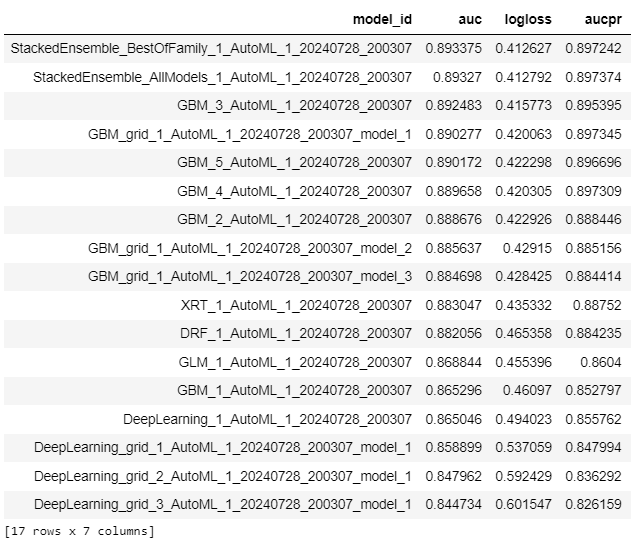 model_id auc logloss aucpr
StackedEnsemble_BestOfFamily_1_AutoML_1_20240728_200307 0.893375 0.412627 0.897242
StackedEnsemble_AllModels_1_AutoML_1_20240728_200307 0.89327 0.412792 0.897374
GBM_3_AutoML_1_20240728_200307 0.892483 0.415773 0.895395
GBM_grid_1_AutoML_1_20240728_200307_model_1 0.890277 0.420063 0.897345
GBM_5_AutoML_1_20240728_200307 0.890172 0.422298 0.896696
GBM_4_AutoML_1_20240728_200307 0.889658 0.420305 0.897309
GBM_2_AutoML_1_20240728_200307 0.888676 0.422926 0.888446
GBM_grid_1_AutoML_1_20240728_200307_model_2 0.885637 0.42915 0.885156
GBM_grid_1_AutoML_1_20240728_200307_model_3 0.884698 0.428425 0.884414
XRT_1_AutoML_1_20240728_200307 0.883047 0.435332 0.88752
DRF_1_AutoML_1_20240728_200307 0.882056 0.465358 0.884235
GLM_1_AutoML_1_20240728_200307 0.868844 0.455396 0.8604
GBM_1_AutoML_1_20240728_200307 0.865296 0.46097 0.852797
DeepLearning_1_AutoML_1_20240728_200307 0.865046 0.494023 0.855762
DeepLearning_grid_1_AutoML_1_20240728_200307_model_1 0.858899 0.537059 0.847994
DeepLearning_grid_2_AutoML_1_20240728_200307_model_1 0.847962 0.592429 0.836292
DeepLearning_grid_3_AutoML_1_20240728_200307_model_1 0.844734 0.601547 0.826159
[17 rows x 7 columns]